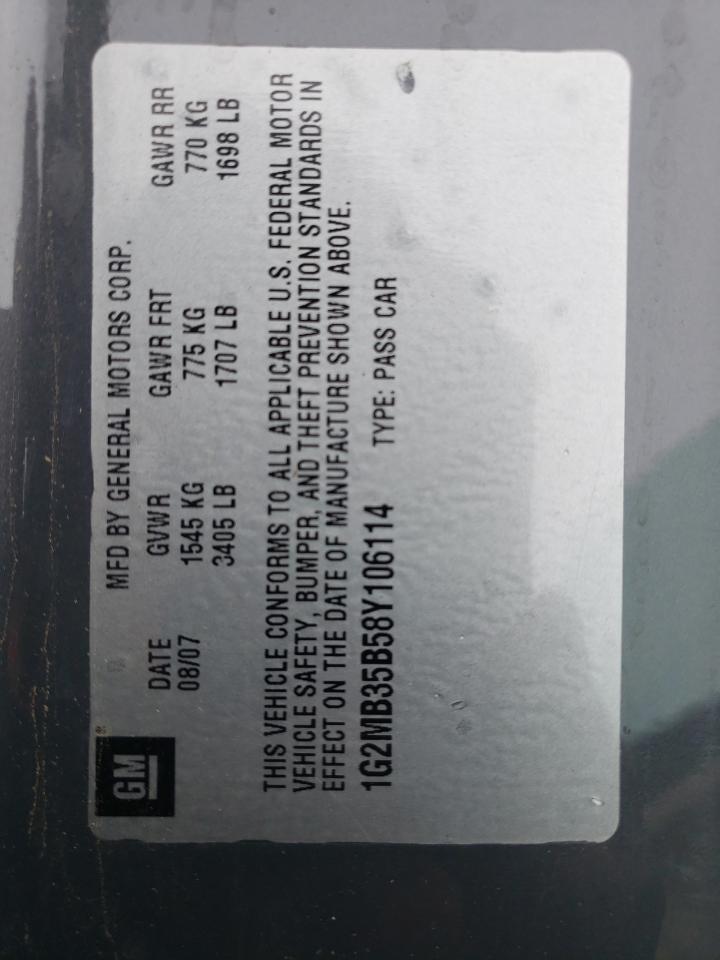 GM®
MFD BY GENERAL MOTORS CORP.
DATE GVWR GAWR FRT GAWR RR
08/07 1545 KG 775 KG 770 KG
3405 LB 1707 LB 1698 LB
THIS VEHICLE CONFORMS TO ALL APPLICABLE U.S. FEDERAL MOTOR
VEHICLE SAFETY, BUMPER, AND THEFT PREVENTION STANDARDS IN
EFFECT ON THE DATE OF MANUFACTURE SHOWN ABOVE.
1G2MB35B58Y106114 TYPE: PASS CAR